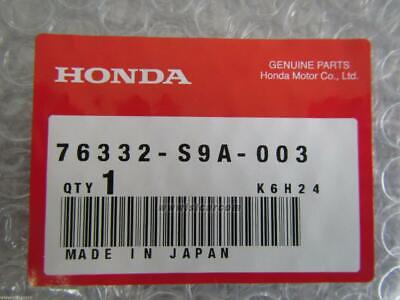 HONDA
GENUINE PARTS
Honda Motor Co., Ltd.
76332-S9A-003
QTY 1
K6H24
MADE IN JAPAN